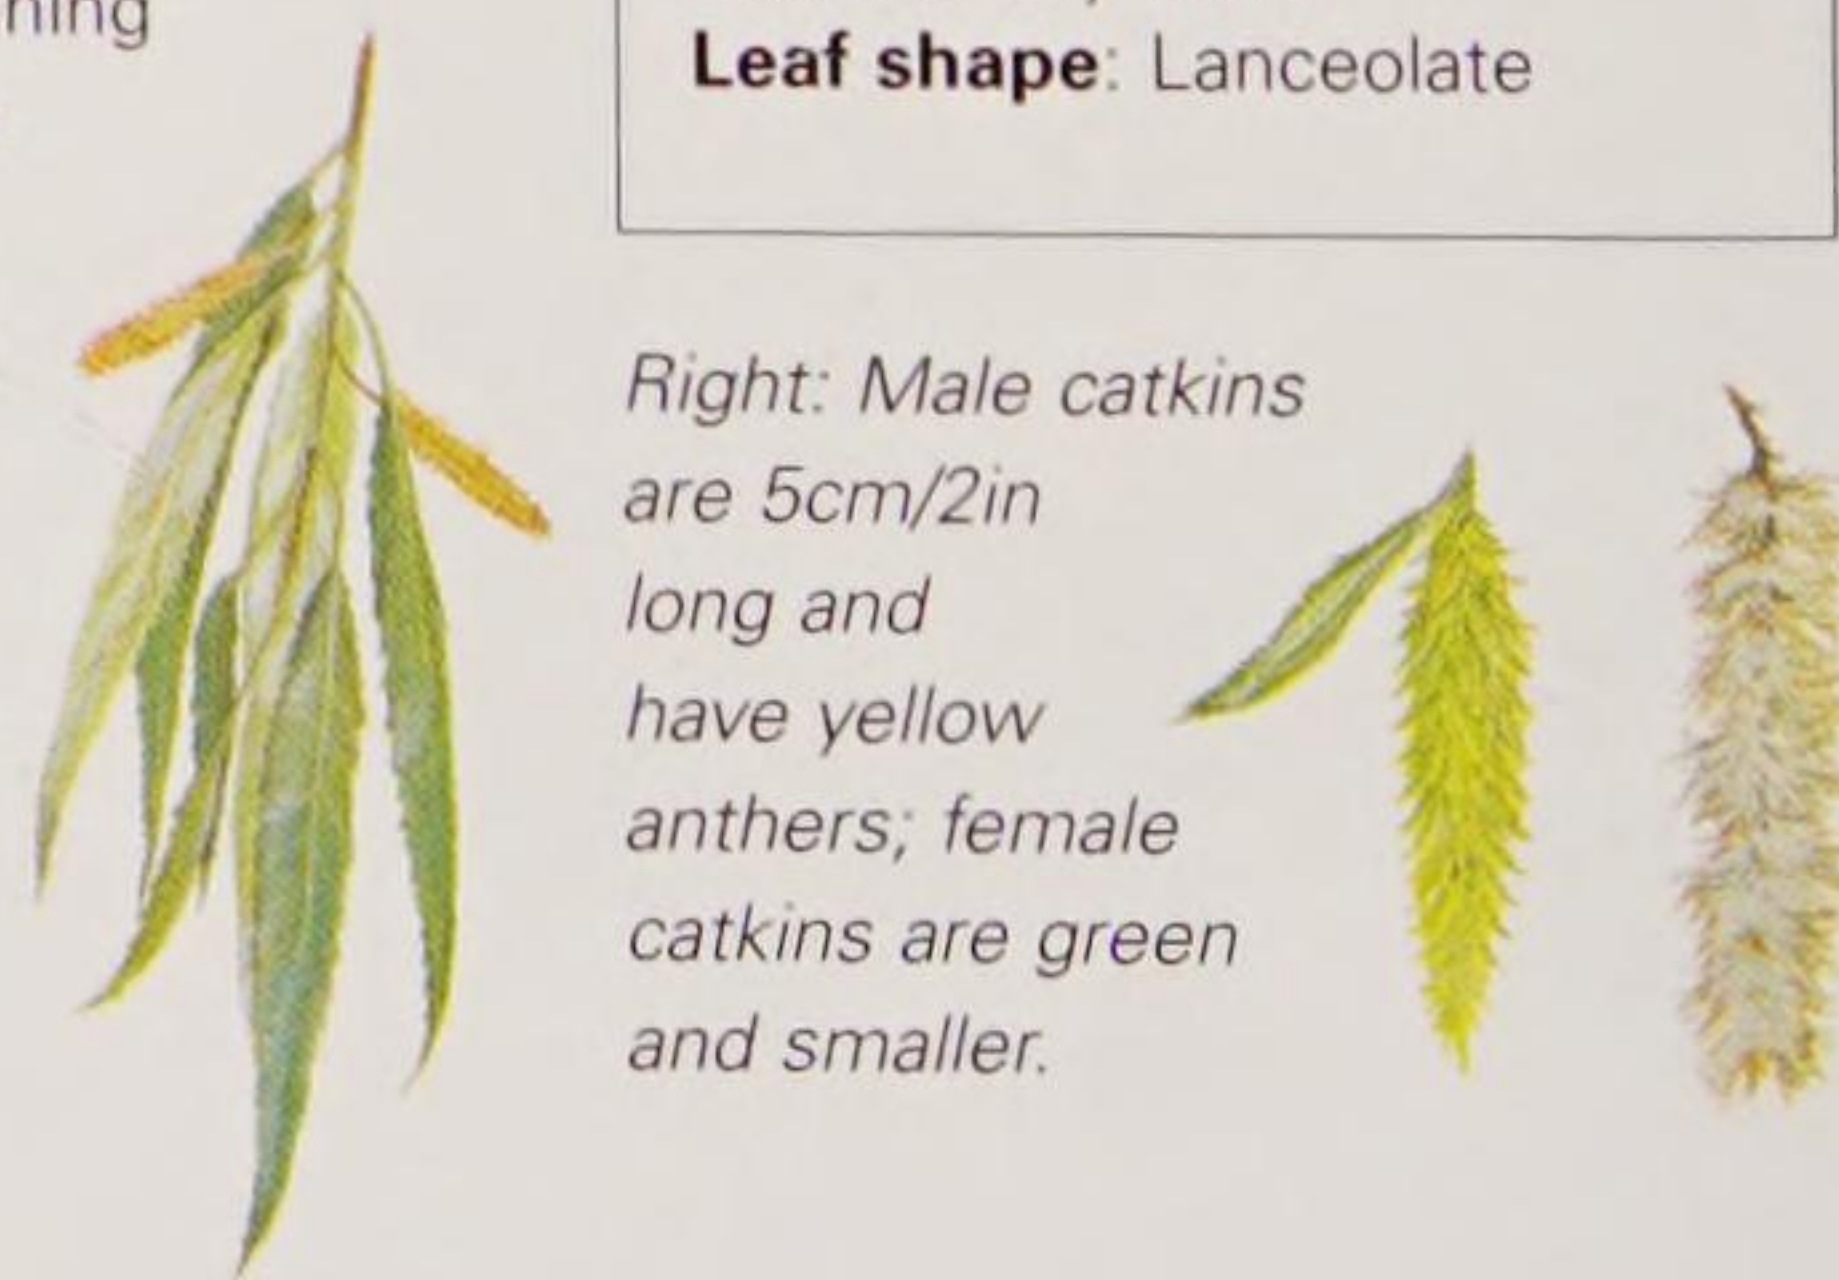 Leaf shape: Lanceolate
Right: Male catkins
are 5cm/2in
long and
have yellow
anthers; female
catkins are green
and smaller.